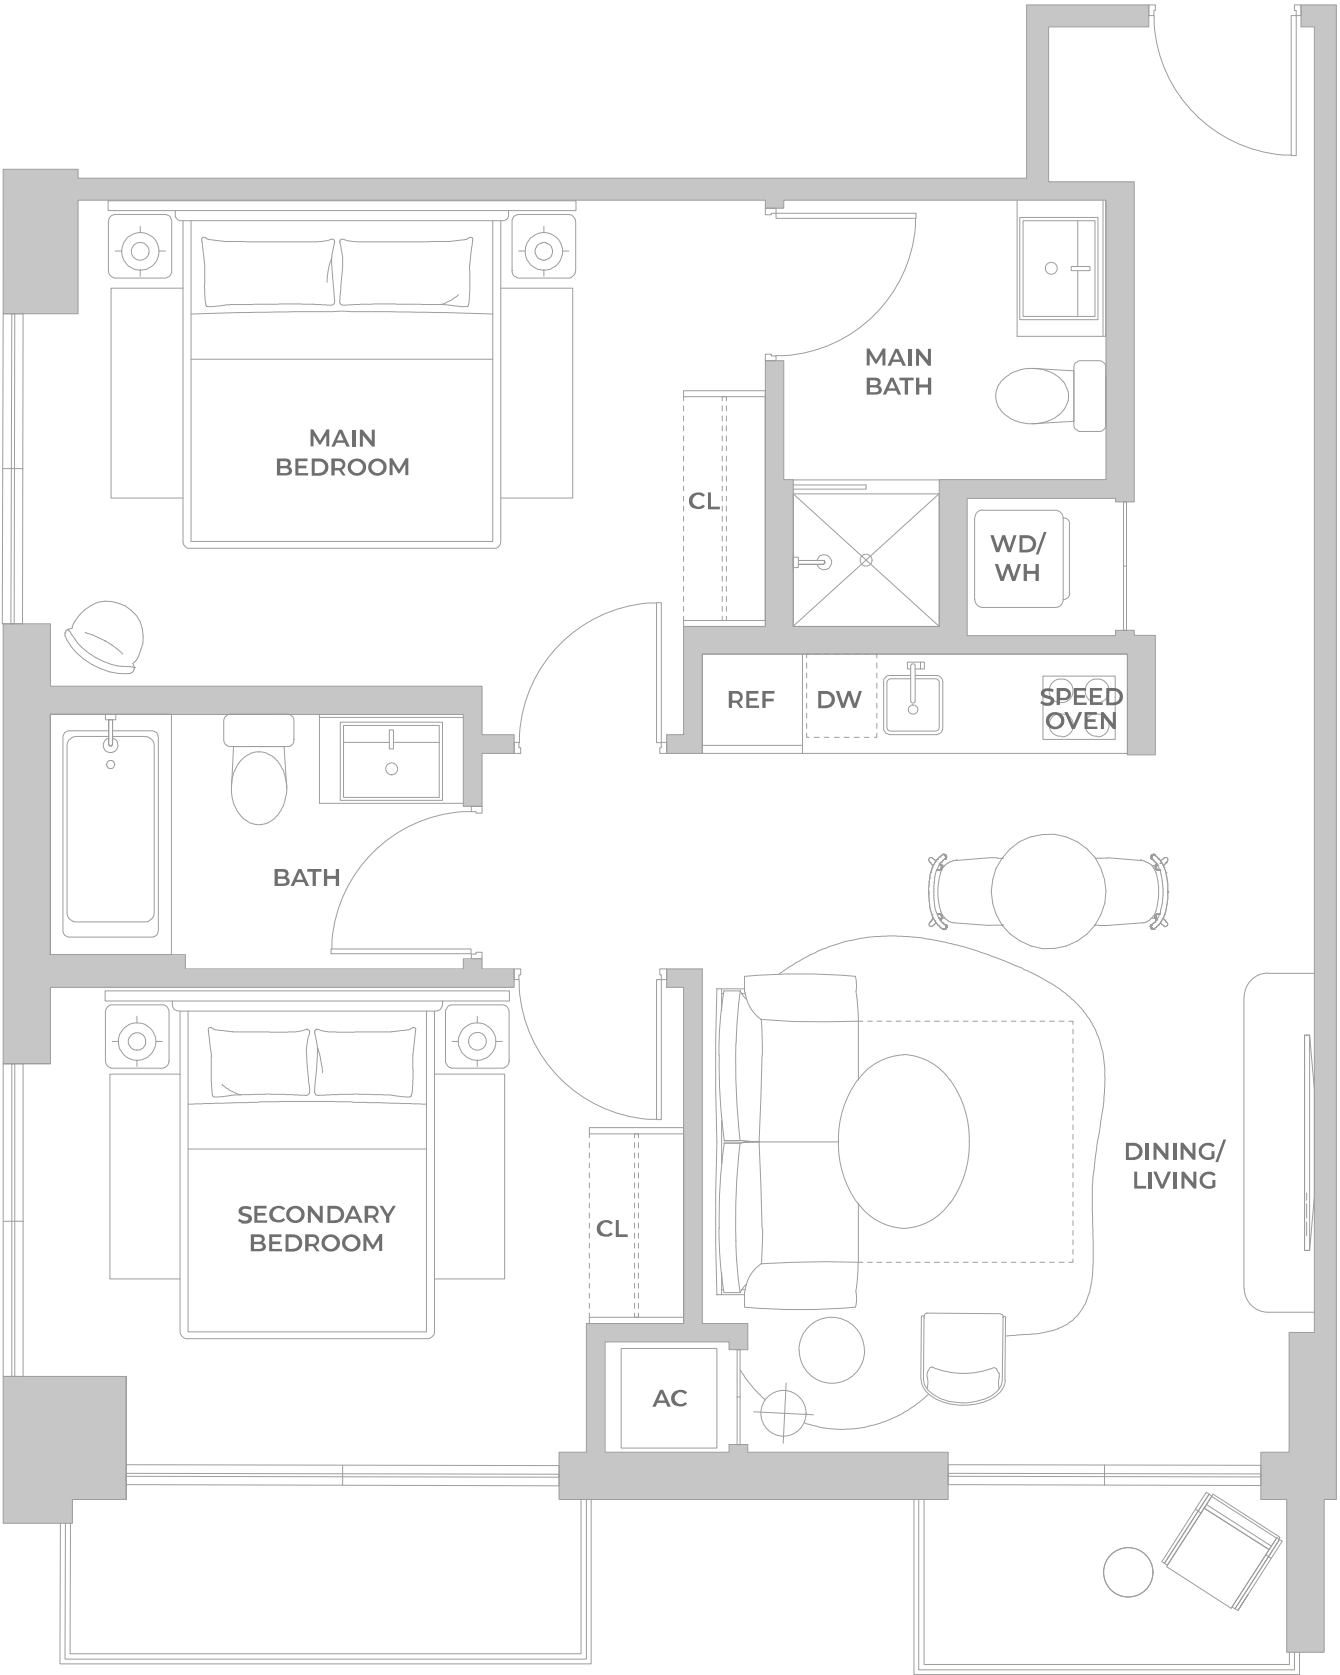 MAIN
BATH
MAIN
BEDROOM
CL
WD/
WH
REF
DW
SPEED
OVEN
BATH
DINING/
LIVING
SECONDARY
BEDROOM
CL
AC